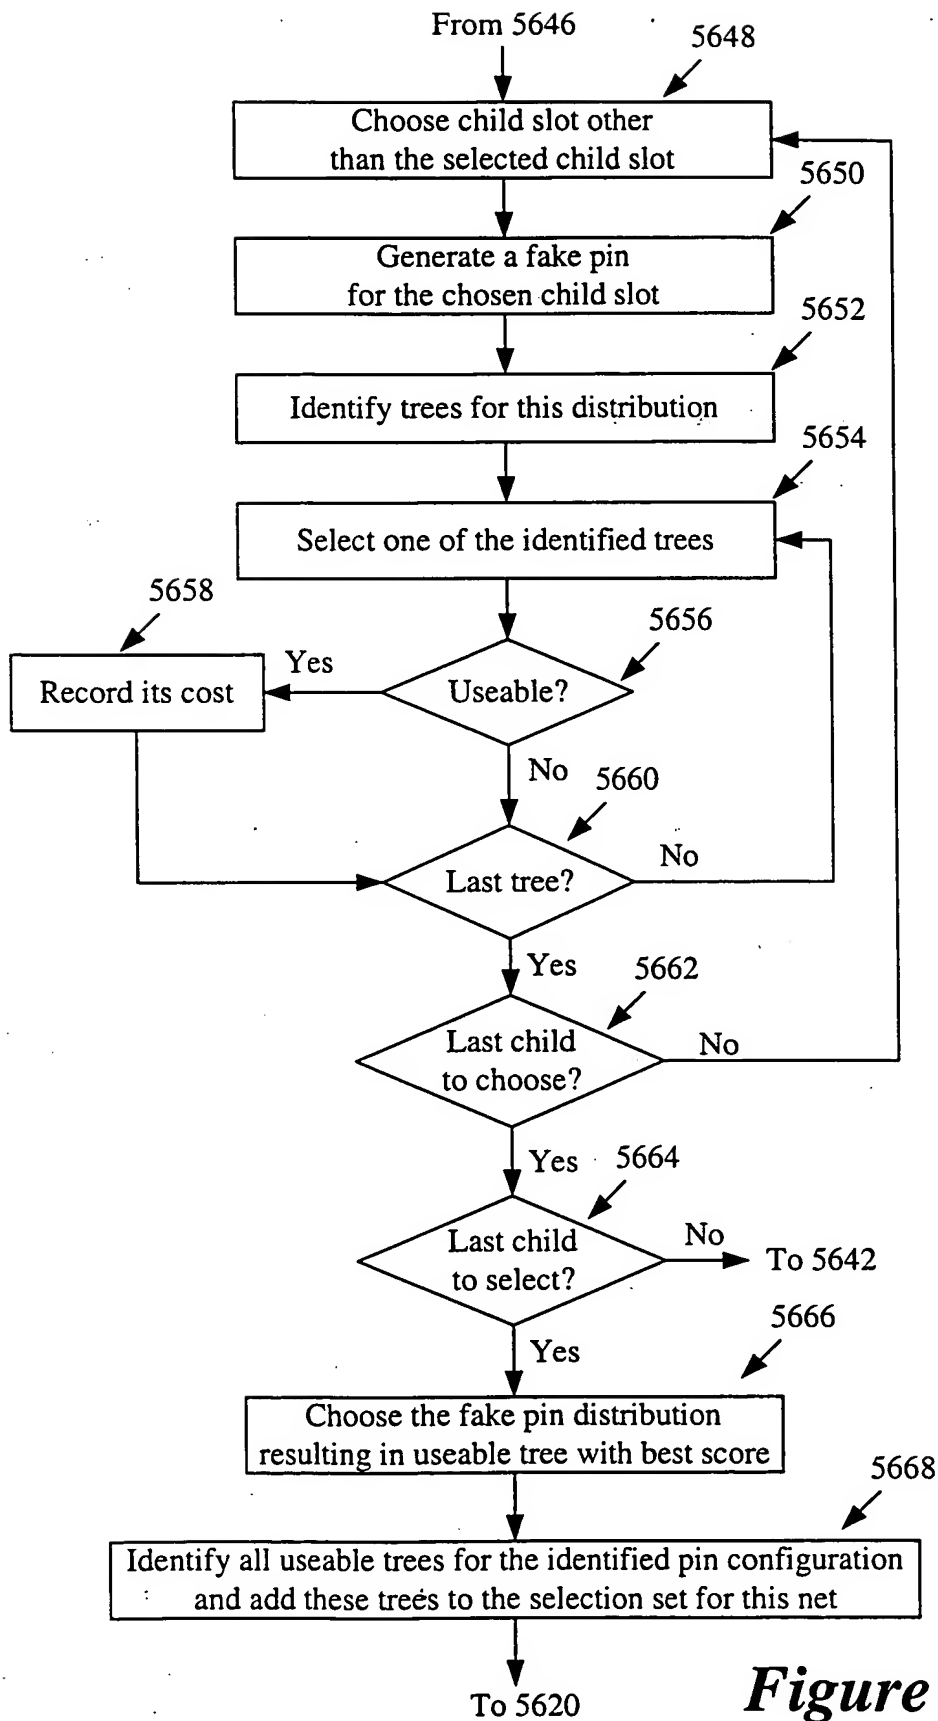 From 5646
5648
Choose child slot other
than the selected child slot
5650
Generate a fake pin
for the chosen child slot
5652
Identify trees for this distribution
5654
Select one of the identified trees
5658
5656
Record its cost
Yes
Useable?
No
5660
Last tree?
No
Yes
5662
Last child
to choose?
No
Yes
5664
Last child
to select?
No
To 5642
Yes
5666
Choose the fake pin distribution
resulting in useable tree with best score
5668
Identify all useable trees for the identified pin configuration
and add these trees to the selection set for this net
To 5620
Figure